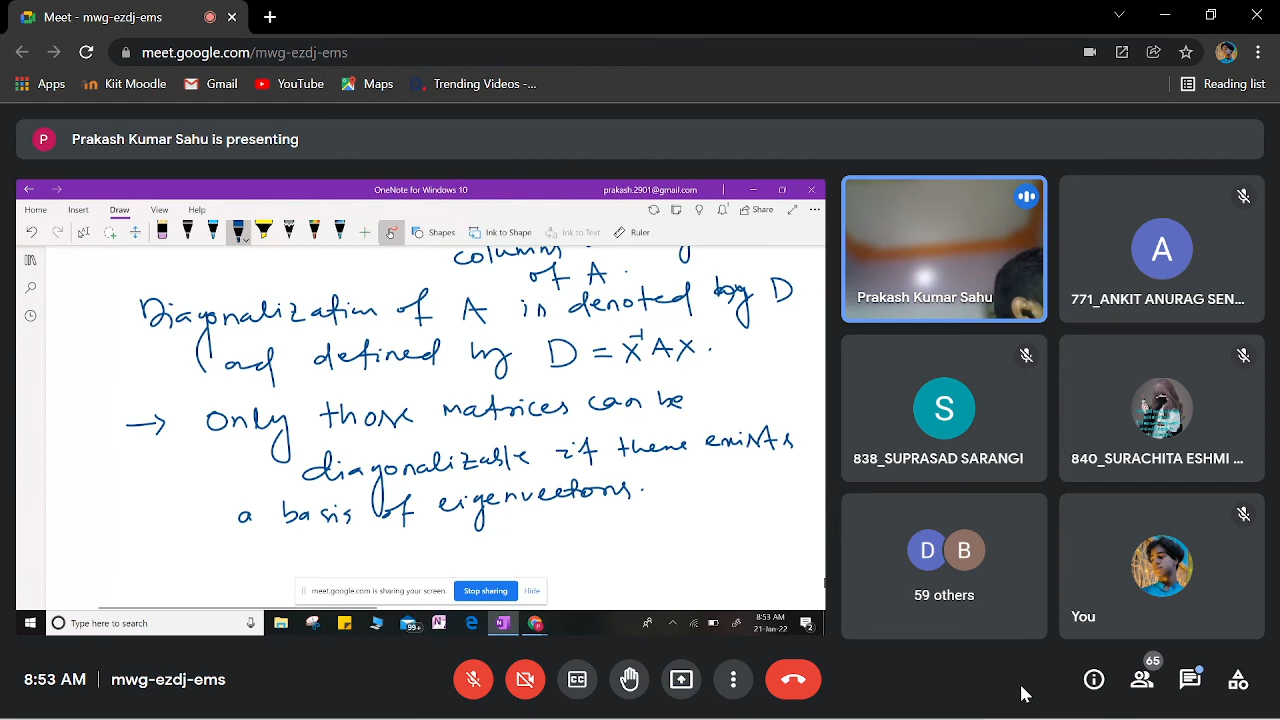 Meet - mwg-ezdj-ems
meet.google.com/mwg-ezdj-ems
Apps Kiit Moodle Gmail YouTube Maps Trending Videos -... Reading list
P Prakash Kumar Sahu is presenting
OneNote for Windows 10 prakash.2901@gmail.com
Home Insert Draw View Help Share
Shapes Ink to Shape Ink to Text Ruler
columns
of A.
Diagonalization of A is denoted by D
and defined by D = X⁻¹AX.
→ Only those matrices can be
diagonalizable if there exists
a basis of eigenvectors.
meet.google.com is sharing your screen. Stop sharing Hide
Type here to search 99+ 8:53 AM
21-Jan-22 2
Prakash Kumar Sahu
A
771_ANKIT ANURAG SEN...
S
838_SUPRASAD SARANGI
840_SURACHITA ESHMI ...
D B
59 others
You
8:53 AM mwg-ezdj-ems 65